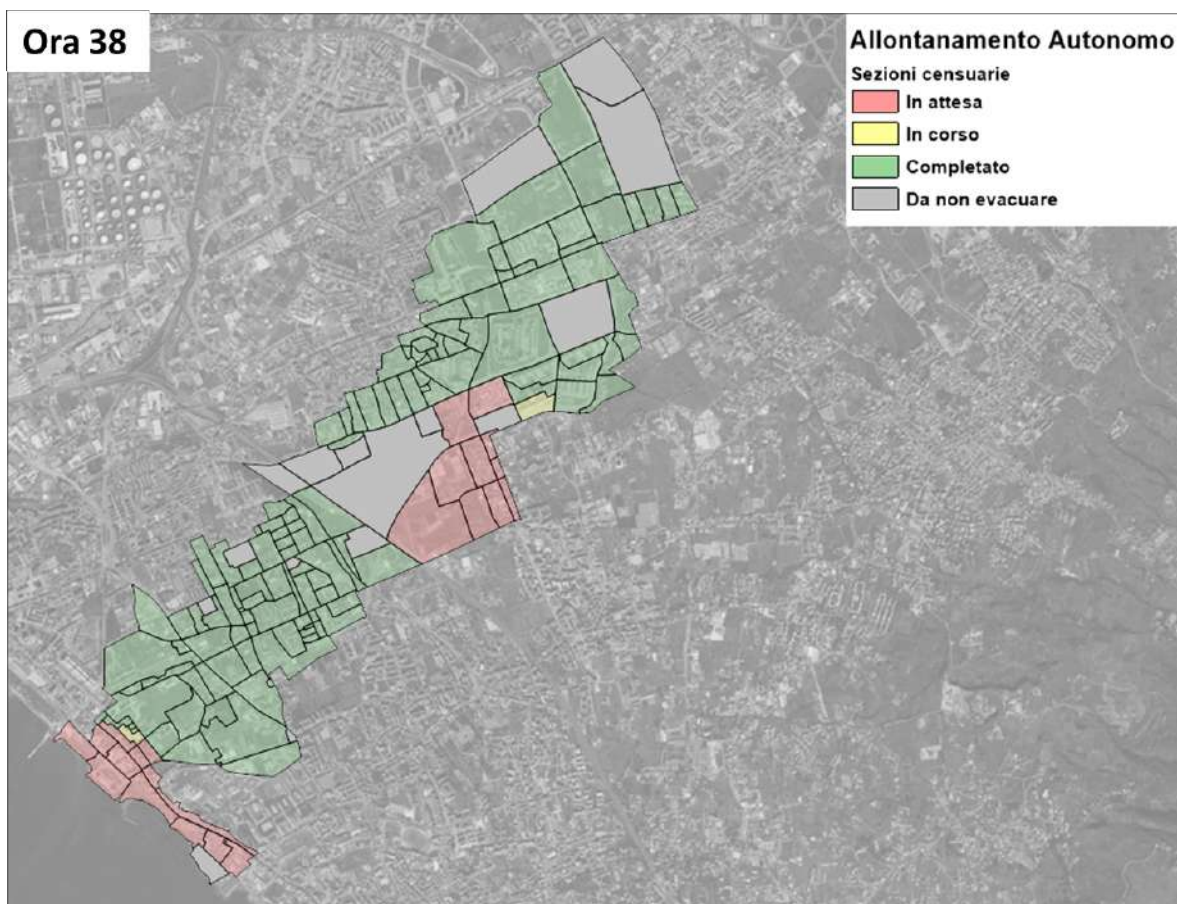 Ora 38
Allontanamento Autonomo
Sezioni censuarie
In attesa
In corso
Completato
Da non evacuare